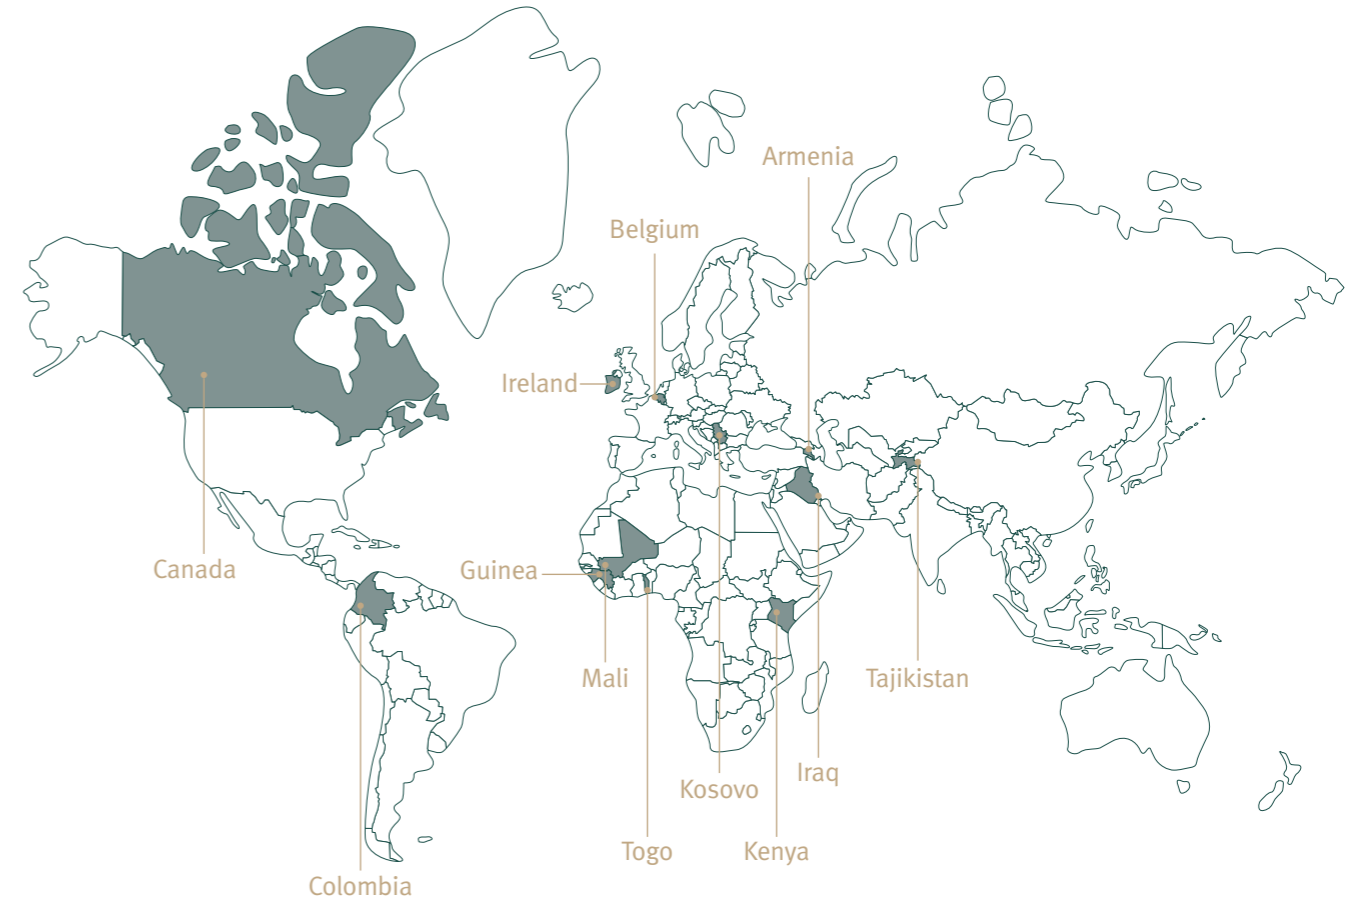 Armenia
Belgium
Ireland
Canada
Guinea
Mali
Tajikistan
Iraq
Kosovo
Togo
Kenya
Colombia